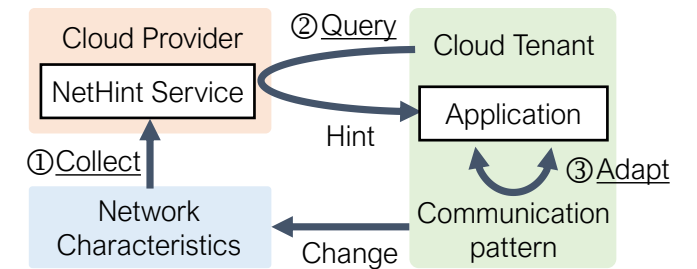 Cloud Provider
②Query
Cloud Tenant
NetHint Service
Application
Hint
①Collect
③Adapt
Network
Characteristics
Communication
pattern
Change